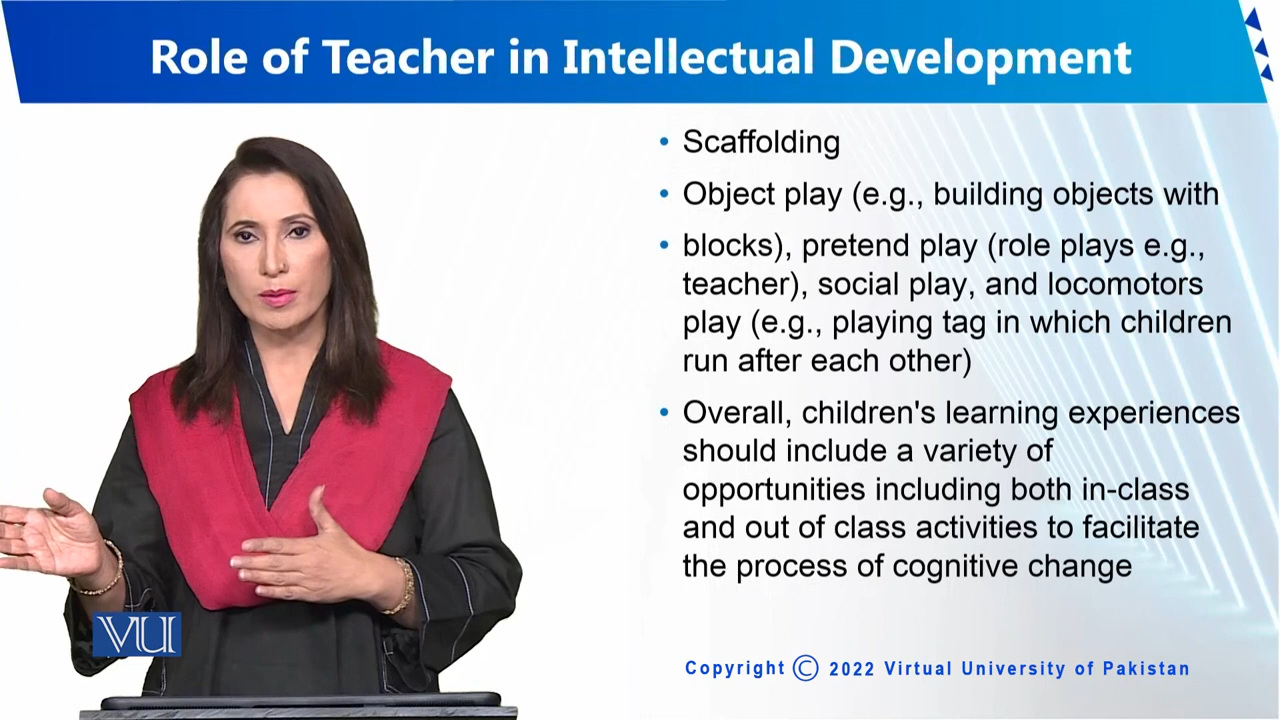 Role of Teacher in Intellectual Development
• Scaffolding
• Object play (e.g., building objects with
• blocks), pretend play (role plays e.g.,
teacher), social play, and locomotors
play (e.g., playing tag in which children
run after each other)
• Overall, children's learning experiences
should include a variety of
opportunities including both in-class
and out of class activities to facilitate
the process of cognitive change
VU
Copyright © 2022 Virtual University of Pakistan